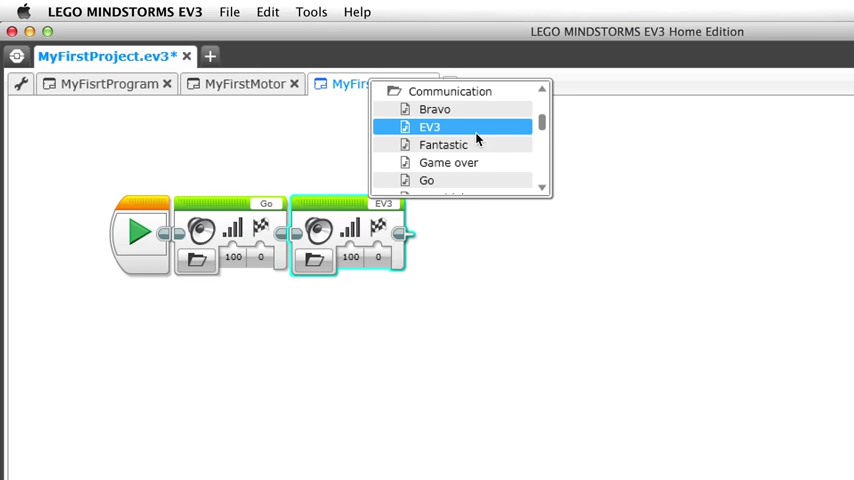 LEGO MINDSTORMS EV3 File Edit Tools Help
LEGO MINDSTORMS EV3 Home Edition
MyFirstProject.ev3* × +
MyFisrtProgram × MyFirstMotor × MyFirs
Communication
Bravo
EV3
Fantastic
Game over
Go
Go EV3
100 0 100 0